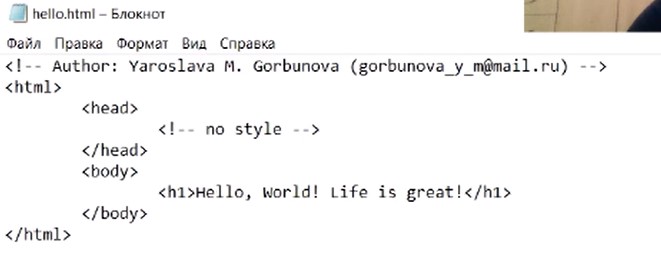 hello.html – Блокнот
Файл Правка Формат Вид Справка
<!-- Author: Yaroslava M. Gorbunova (gorbunova_y_m@mail.ru) -->
<html>
<head>
<!-- no style -->
</head>
<body>
<h1>Hello, World! Life is great!</h1>
</body>
</html>